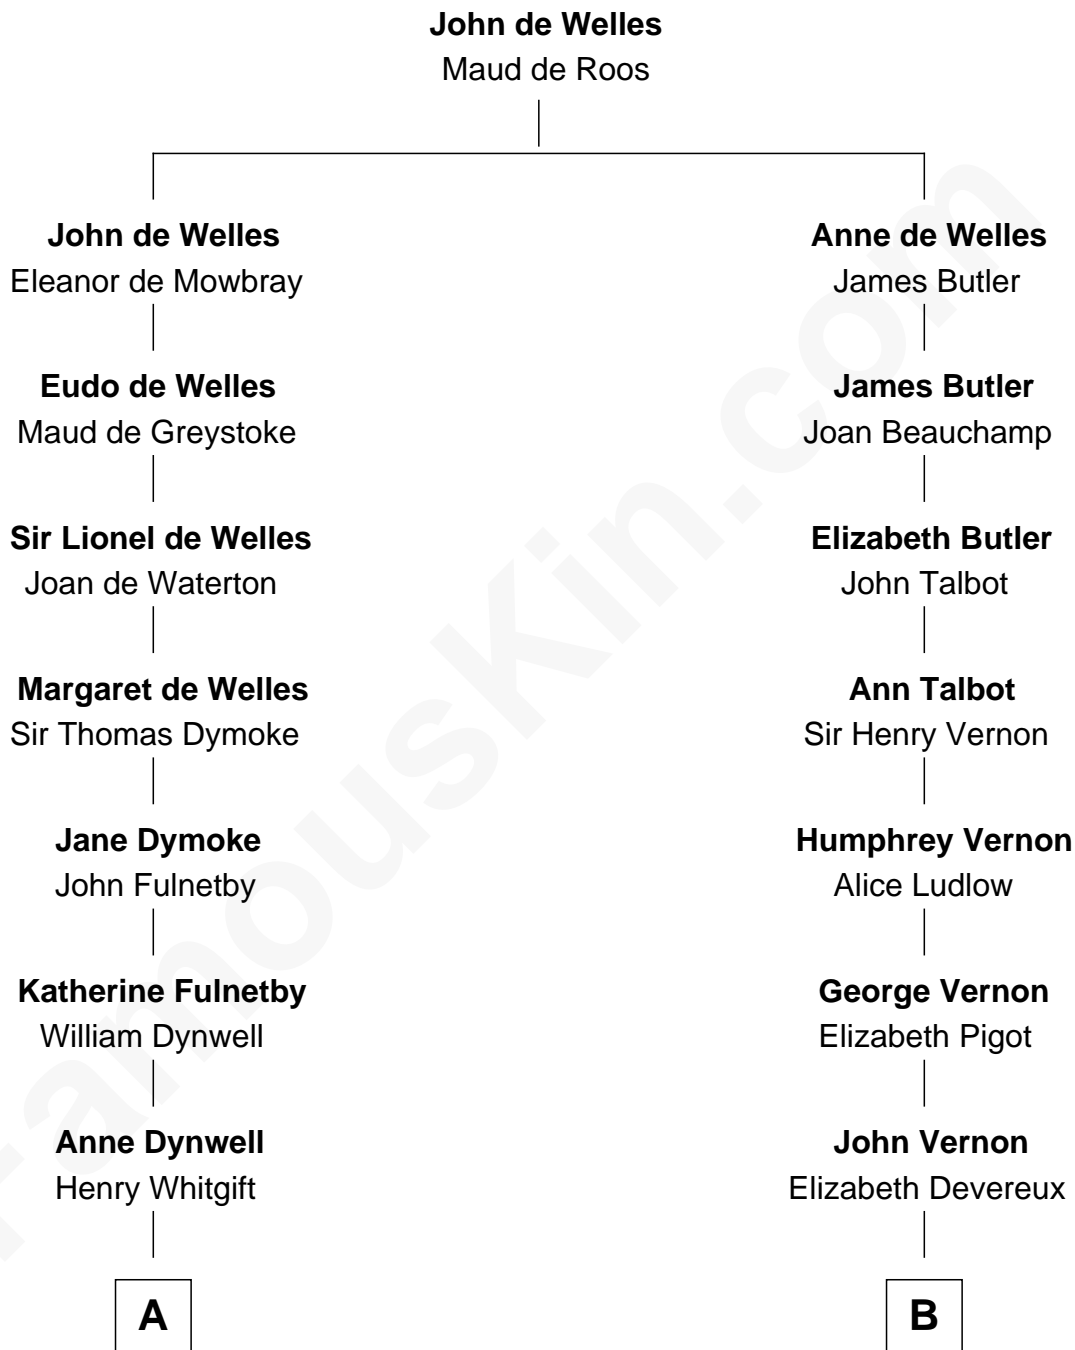 John de Welles
Maud de Roos
John de Welles
Eleanor de Mowbray
Anne de Welles
James Butler
Eudo de Welles
Maud de Greystoke
James Butler
Joan Beauchamp
Sir Lionel de Welles
Joan de Waterton
Elizabeth Butler
John Talbot
Margaret de Welles
Sir Thomas Dymoke
Ann Talbot
Sir Henry Vernon
Jane Dymoke
John Fulnetby
Humphrey Vernon
Alice Ludlow
Katherine Fulnetby
William Dynwell
George Vernon
Elizabeth Pigot
Anne Dynwell
Henry Whitgift
John Vernon
Elizabeth Devereux
A
B
FamousKin.com